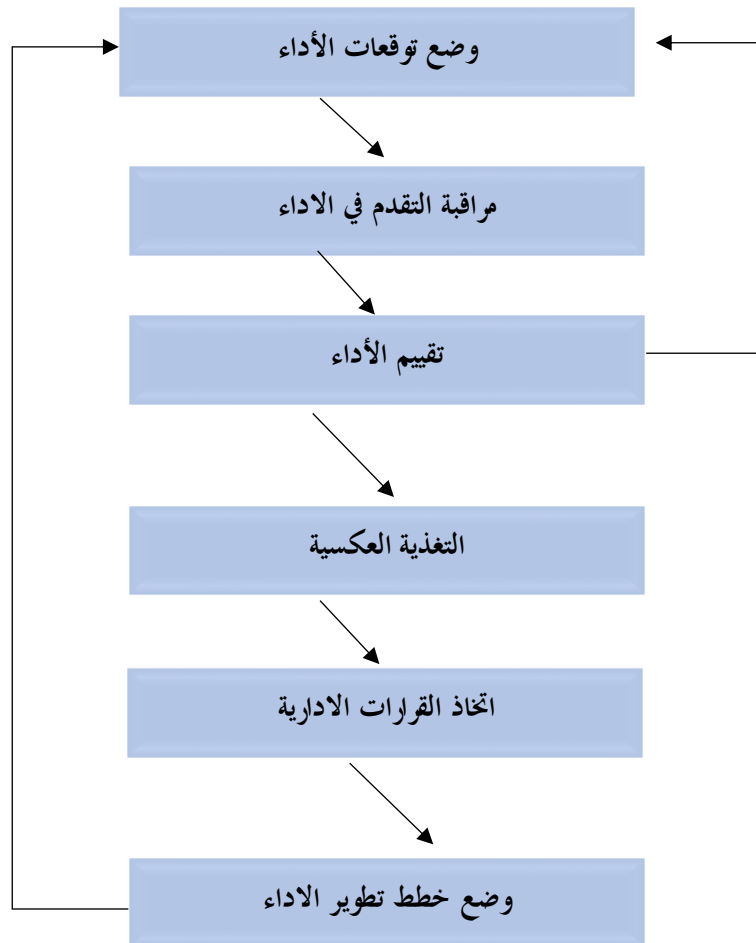 وضع توقعات الأداء
مراقبة التقدم في الاداء
تقييم الأداء
التغذية العكسية
اتخاذ القرارات الادارية
وضع خطط تطوير الاداء